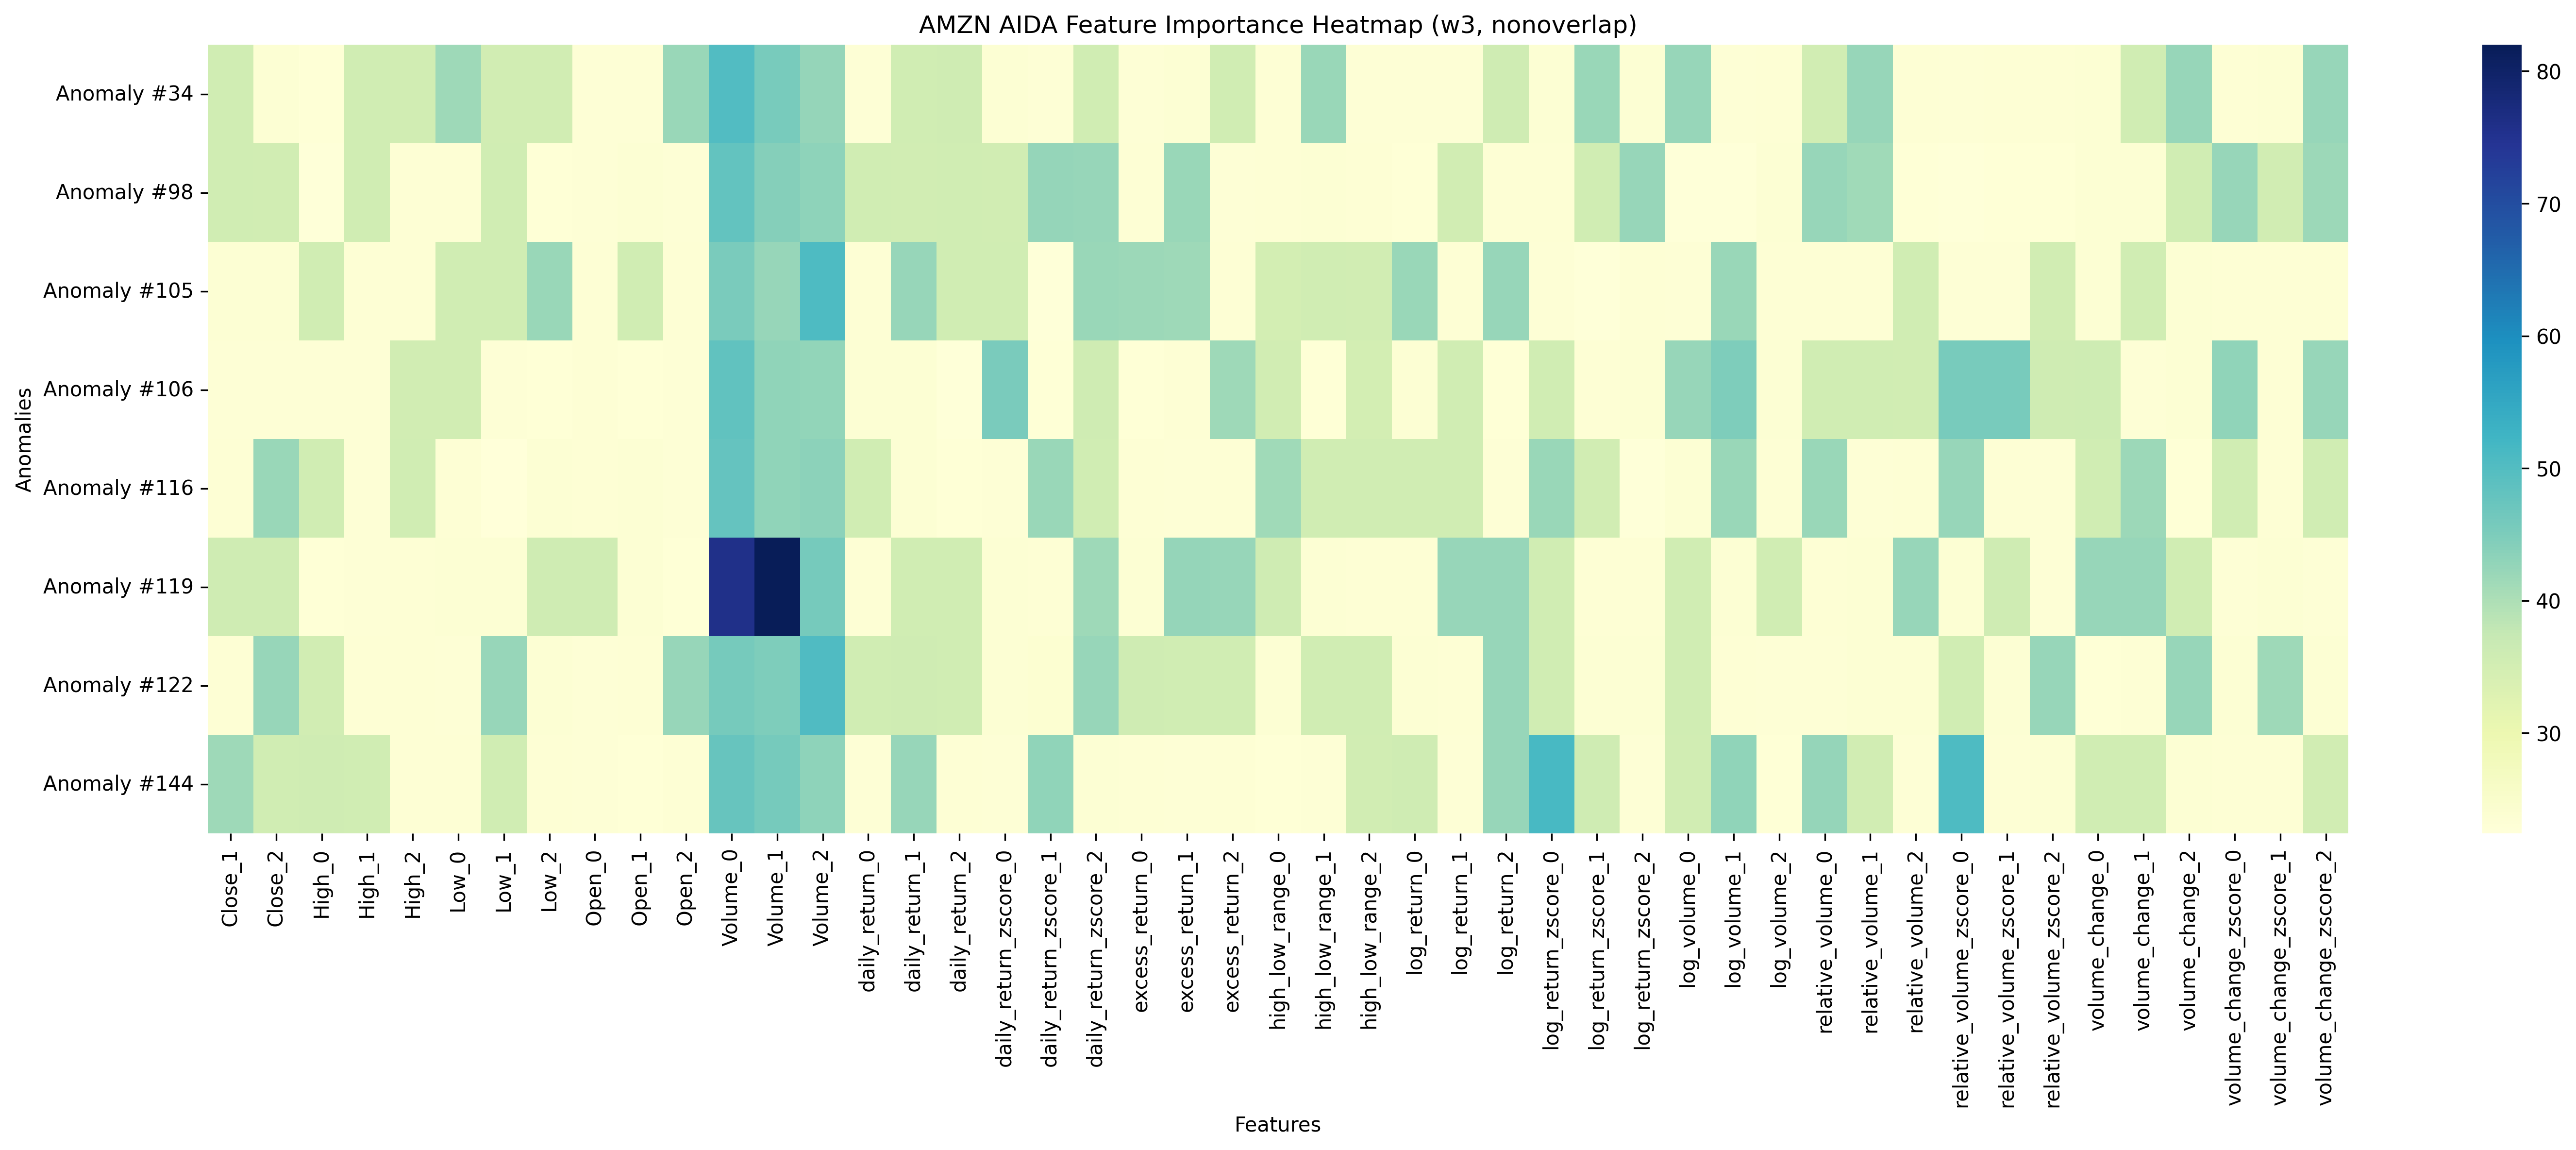 AMZN AIDA Feature Importance Heatmap (w3, nonoverlap)
Anomalies
Anomaly #34
Anomaly #98
Anomaly #105
Anomaly #106
Anomaly #116
Anomaly #119
Anomaly #122
Anomaly #144
80
70
60
50
40
30
Close_1
Close_2
High_0
High_1
High_2
Low_0
Low_1
Low_2
Open_0
Open_1
Open_2
Volume_0
Volume_1
Volume_2
daily_return_0
daily_return_1
daily_return_2
daily_return_zscore_0
daily_return_zscore_1
daily_return_zscore_2
excess_return_0
excess_return_1
excess_return_2
high_low_range_0
high_low_range_1
high_low_range_2
log_return_0
log_return_1
log_return_2
log_return_zscore_0
log_return_zscore_1
log_return_zscore_2
log_volume_0
log_volume_1
log_volume_2
relative_volume_0
relative_volume_1
relative_volume_2
relative_volume_zscore_0
relative_volume_zscore_1
relative_volume_zscore_2
volume_change_0
volume_change_1
volume_change_2
volume_change_zscore_0
volume_change_zscore_1
volume_change_zscore_2
Features